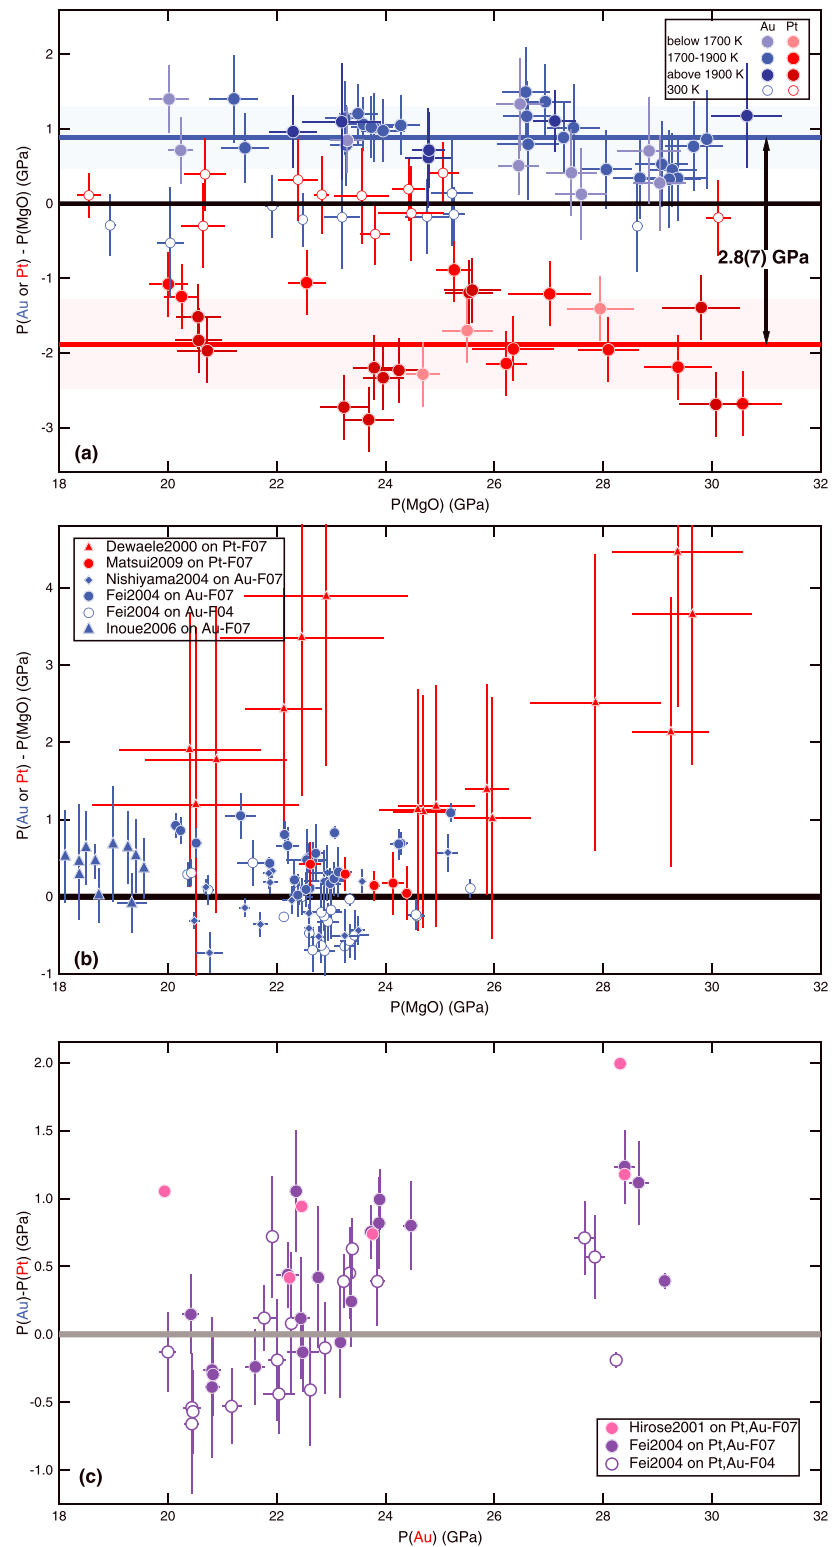 Au Pt
below 1700 K
1700-1900 K
above 1900 K
300 K
P(Au or Pt) - P(MgO) (GPa)
2
1
0
-1
-2
-3
2.8(7) GPa
(a)
18 20 22 24 26 28 30 32
P(MgO) (GPa)
Dewaele2000 on Pt-F07
Matsui2009 on Pt-F07
Nishiyama2004 on Au-F07
Fei2004 on Au-F07
Fei2004 on Au-F04
Inoue2006 on Au-F07
P(Au or Pt) - P(MgO) (GPa)
4
3
2
1
0
-1
(b)
18 20 22 24 26 28 30 32
P(MgO) (GPa)
P(Au)-P(Pt) (GPa)
2.0
1.5
1.0
0.5
0.0
-0.5
-1.0
Hirose2001 on Pt,Au-F07
Fei2004 on Pt,Au-F07
Fei2004 on Pt,Au-F04
(c)
18 20 22 24 26 28 30 32
P(Au) (GPa)